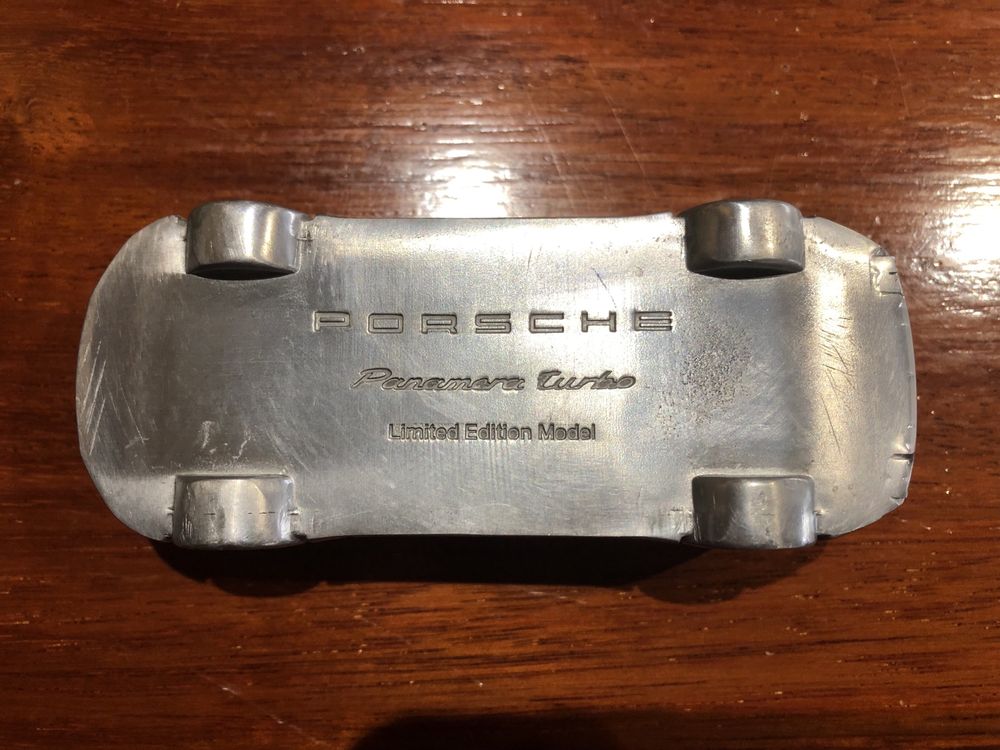 PORSCHE
Panamera turbo
Limited Edition Model